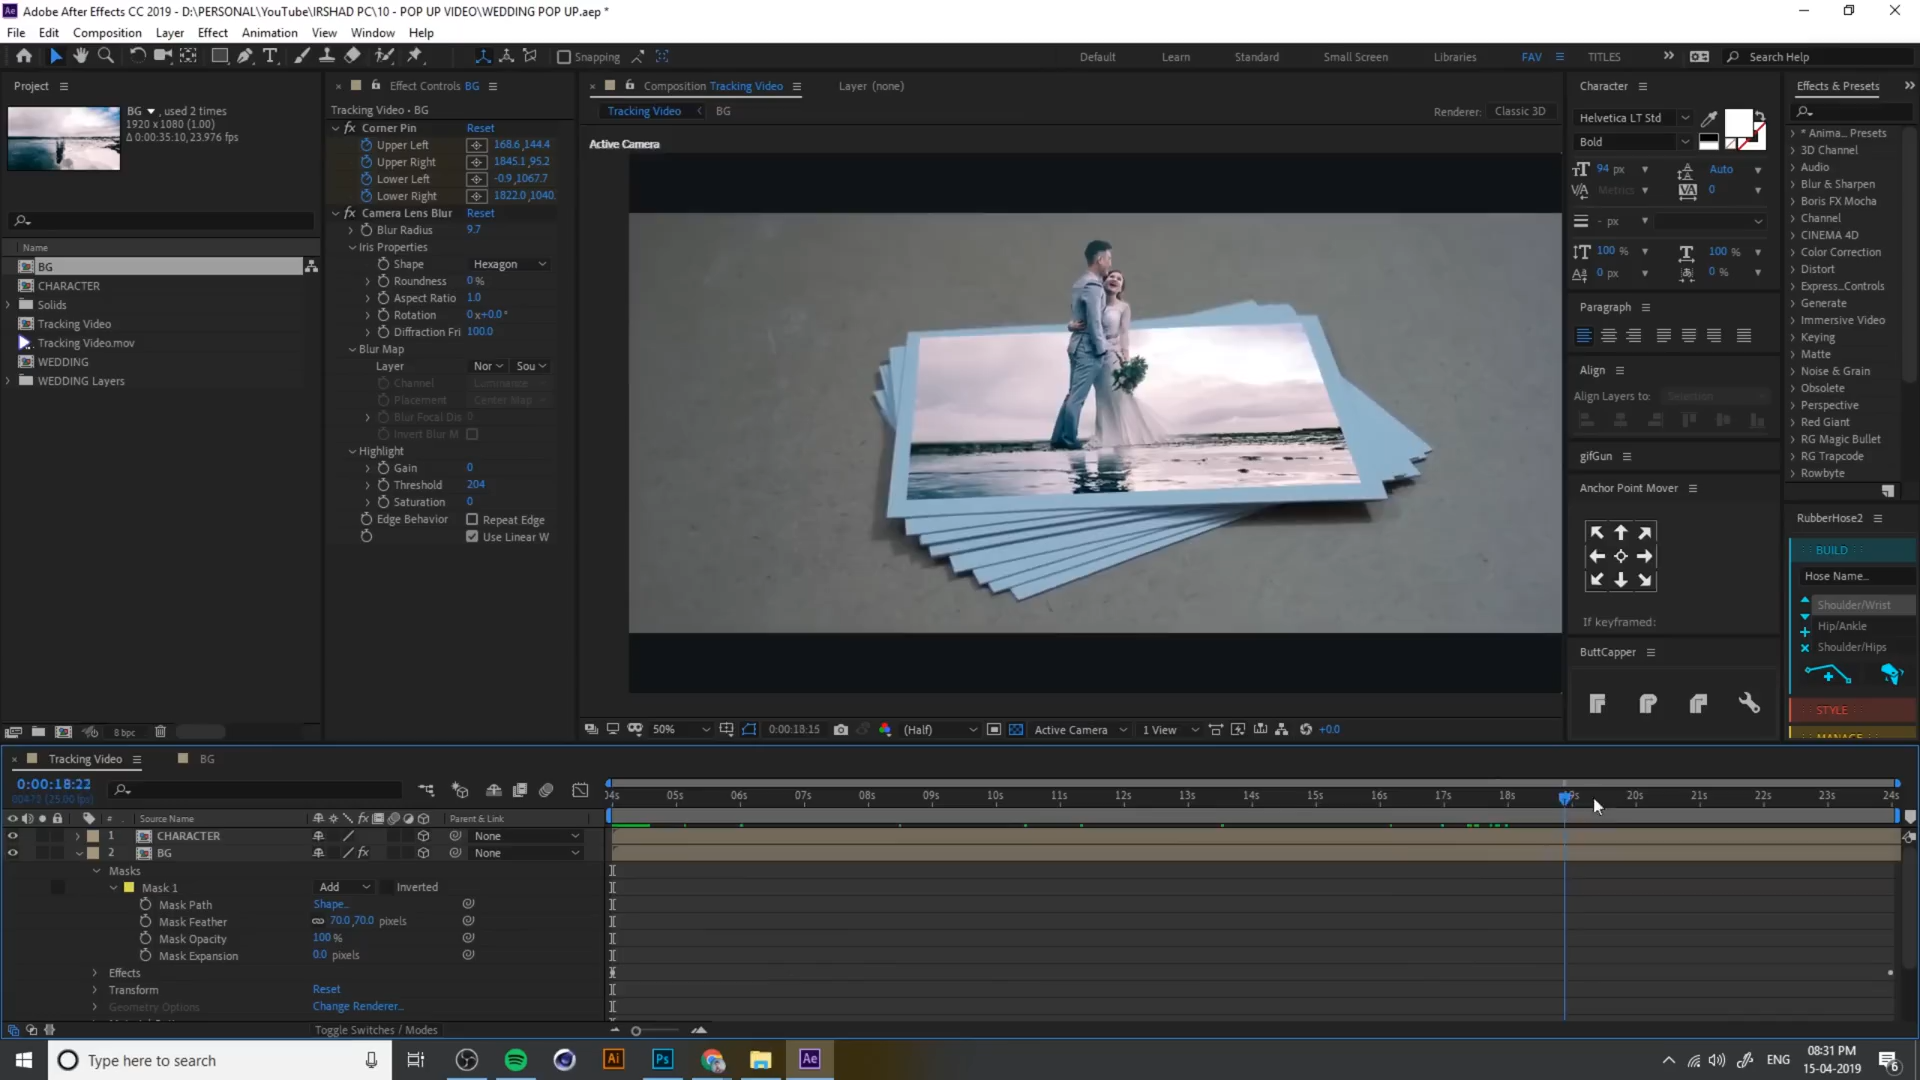 Adobe After Effects CC 2019 - D:\PERSONAL\YouTube\IRSHAD PC\10 - POP UP VIDEO\WEDDING POP UP.aep *
File Edit Composition Layer Effect Animation View Window Help
Snapping Default Learn Standard Small Screen Libraries FAV TITLES Search Help
Project
BG ▼, used 2 times
1920 x 1080 (1.00)
Δ 0:00:35:10, 23.976 fps
Name
BG
CHARACTER
Solids
Tracking Video
Tracking Video.mov
WEDDING
WEDDING Layers
8 bpc
Effect Controls BG
Tracking Video • BG
fx Corner Pin Reset
Upper Left 168.6,144.4
Upper Right 1845.1,95.2
Lower Left -0.9,1067.7
Lower Right 1822.0,1040.
fx Camera Lens Blur Reset
Blur Radius 9.7
Iris Properties
Shape Hexagon
Roundness 0 %
Aspect Ratio 1.0
Rotation 0 x+0.0 °
Diffraction Fri 100.0
Blur Map
Layer Nor Sou
Channel Luminance
Placement Center Map
Blur Focal Dis 0
Invert Blur M
Highlight
Gain 0
Threshold 204
Saturation 0
Edge Behavior Repeat Edge
Use Linear W
Composition Tracking Video Layer (none)
Tracking Video BG Renderer: Classic 3D
Active Camera
50% 0:00:18:15 (Half) Active Camera 1 View +0.0
Character
Helvetica LT Std
Bold
94 px Auto
Metrics 0
- px
100 % 100 %
0 px 0 %
Paragraph
Align
Align Layers to: Selection
gifGun
Anchor Point Mover
If keyframed:
ButtCapper
Effects & Presets
* Anima... Presets
3D Channel
Audio
Blur & Sharpen
Boris FX Mocha
Channel
CINEMA 4D
Color Correction
Distort
Express...Controls
Generate
Immersive Video
Keying
Matte
Noise & Grain
Obsolete
Perspective
Red Giant
RG Magic Bullet
RG Trapcode
Rowbyte
RubberHose2
:: BUILD ::
Hose Name...
Shoulder/Wrist
Hip/Ankle
Shoulder/Hips
:: STYLE ::
MANAGE
Tracking Video BG
0:00:18:22
04s 05s 06s 07s 08s 09s 10s 11s 12s 13s 14s 15s 16s 17s 18s 9s 20s 21s 22s 23s 24s
# Source Name Parent & Link
1 CHARACTER None
2 BG fx None
Masks
Mask 1 Add Inverted
Mask Path Shape...
Mask Feather 70.0,70.0 pixels
Mask Opacity 100 %
Mask Expansion 0.0 pixels
Effects
Transform Reset
Geometry Options Change Renderer...
Toggle Switches / Modes
Type here to search
Ai Ps Ae
ENG
08:31 PM
15-04-2019
6